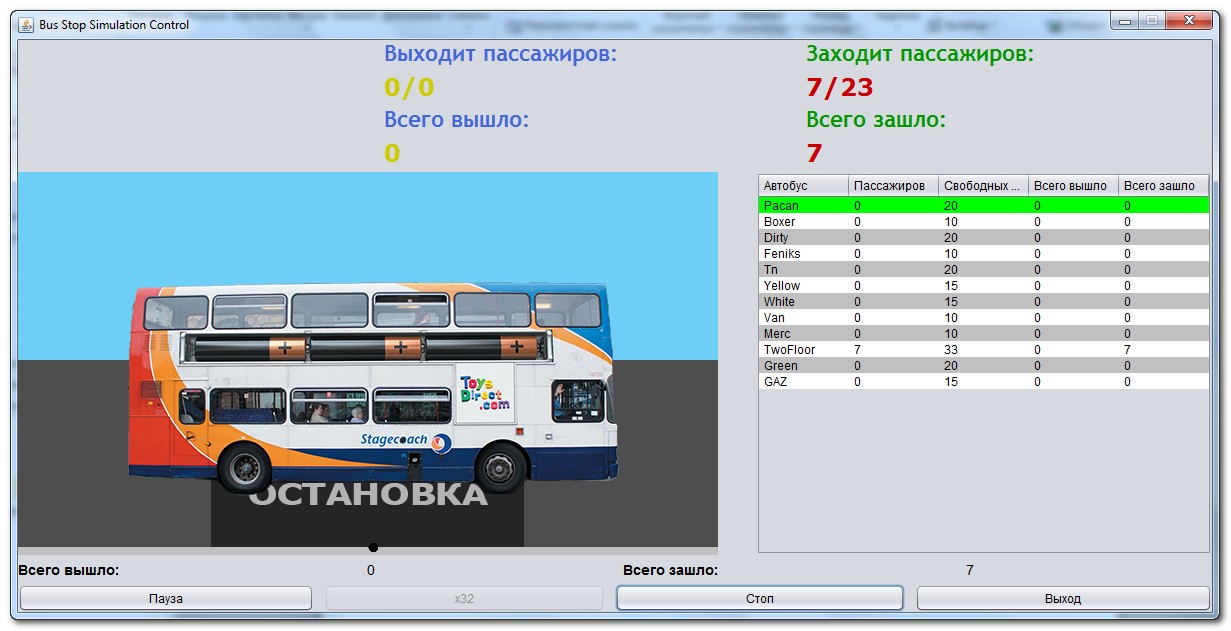 Bus Stop Simulation Control
Выходит пассажиров:
0/0
Всего вышло:
0
Заходит пассажиров:
7/23
Всего зашло:
7
Toys
Direct
.com
Stagecoach
ОСТАНОВКА
Автобус Пассажиров Свободных ... Всего вышло Всего зашло
Pacan 0 20 0 0
Boxer 0 10 0 0
Dirty 0 20 0 0
Feniks 0 10 0 0
Tn 0 20 0 0
Yellow 0 15 0 0
White 0 15 0 0
Van 0 10 0 0
Merc 0 10 0 0
TwoFloor 7 33 0 7
Green 0 20 0 0
GAZ 0 15 0 0
Всего вышло: 0 Всего зашло: 7
Пауза x32 Стоп Выход